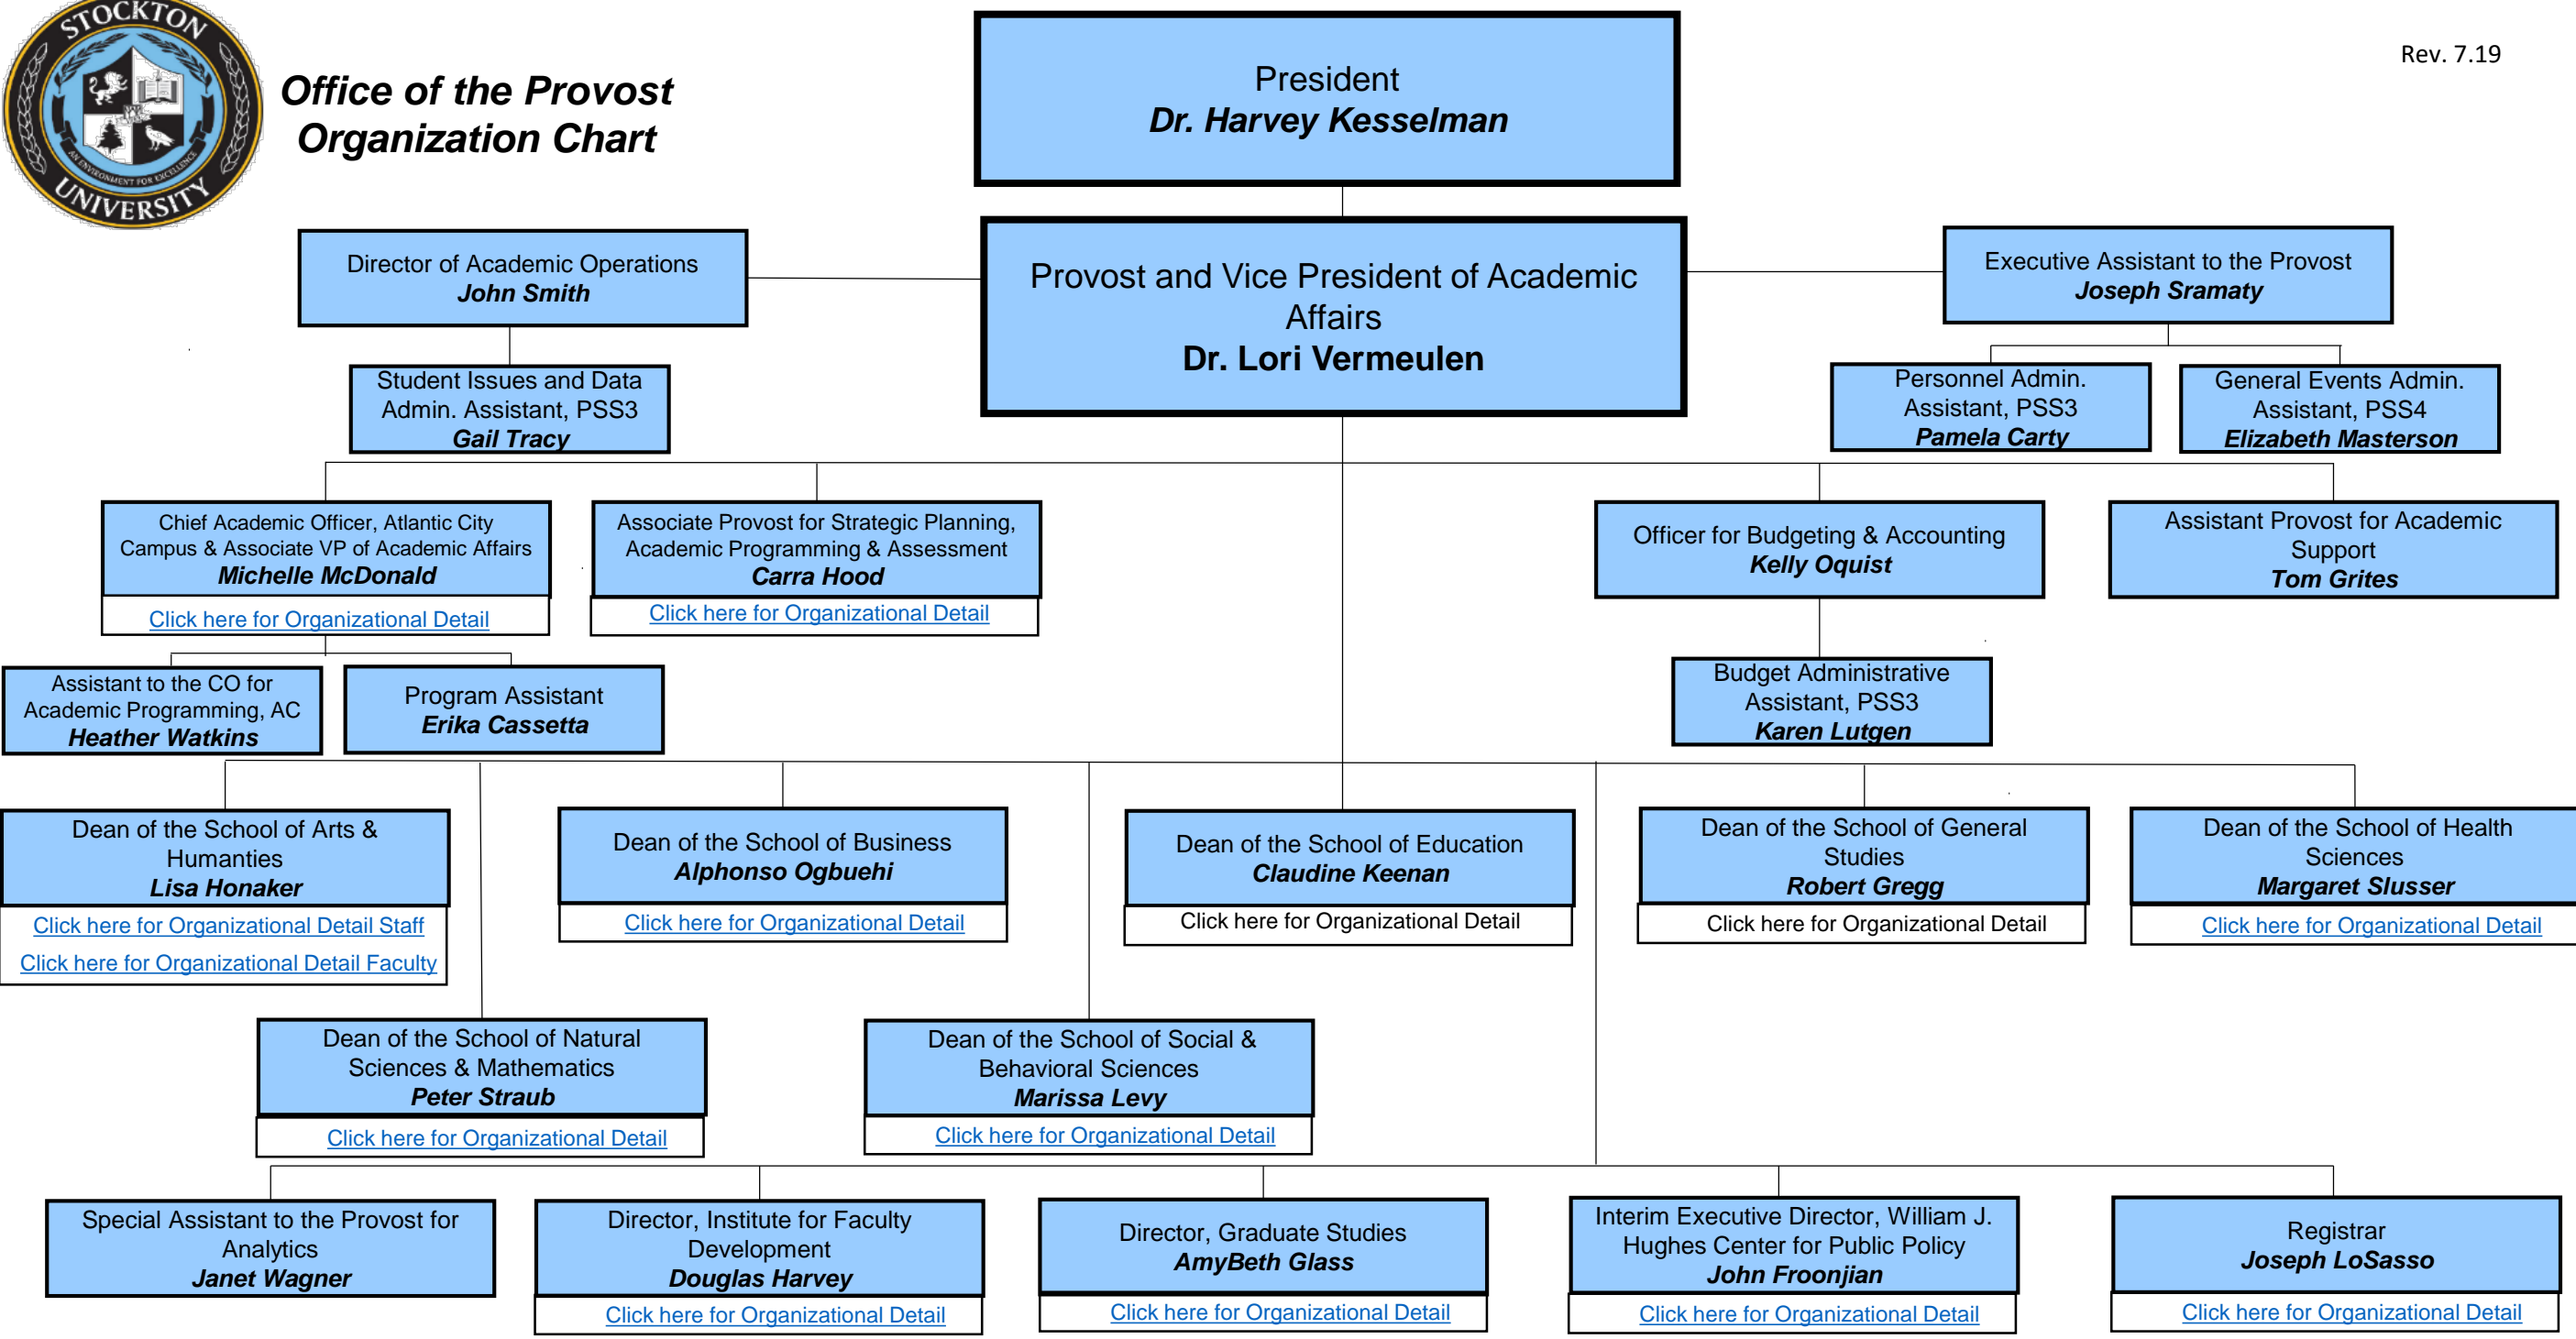 STOCKTON
AN ENVIRONMENT FOR EXCELLENCE
UNIVERSITY
Office of the Provost
Organization Chart
President
Dr. Harvey Kesselman
Rev. 7.19
Director of Academic Operations
John Smith
Provost and Vice President of Academic
Affairs
Dr. Lori Vermeulen
Executive Assistant to the Provost
Joseph Sramaty
Student Issues and Data
Admin. Assistant, PSS3
Gail Tracy
Personnel Admin.
Assistant, PSS3
Pamela Carty
General Events Admin.
Assistant, PSS4
Elizabeth Masterson
Chief Academic Officer, Atlantic City
Campus & Associate VP of Academic Affairs
Michelle McDonald
Click here for Organizational Detail
Associate Provost for Strategic Planning,
Academic Programming & Assessment
Carra Hood
Click here for Organizational Detail
Officer for Budgeting & Accounting
Kelly Oquist
Assistant Provost for Academic
Support
Tom Grites
Assistant to the CO for
Academic Programming, AC
Heather Watkins
Program Assistant
Erika Cassetta
Budget Administrative
Assistant, PSS3
Karen Lutgen
Dean of the School of Arts &
Humanties
Lisa Honaker
Click here for Organizational Detail Staff
Click here for Organizational Detail Faculty
Dean of the School of Business
Alphonso Ogbuehi
Click here for Organizational Detail
Dean of the School of Education
Claudine Keenan
Click here for Organizational Detail
Dean of the School of General
Studies
Robert Gregg
Click here for Organizational Detail
Dean of the School of Health
Sciences
Margaret Slusser
Click here for Organizational Detail
Dean of the School of Natural
Sciences & Mathematics
Peter Straub
Click here for Organizational Detail
Dean of the School of Social &
Behavioral Sciences
Marissa Levy
Click here for Organizational Detail
Special Assistant to the Provost for
Analytics
Janet Wagner
Director, Institute for Faculty
Development
Douglas Harvey
Click here for Organizational Detail
Director, Graduate Studies
AmyBeth Glass
Click here for Organizational Detail
Interim Executive Director, William J.
Hughes Center for Public Policy
John Froonjian
Click here for Organizational Detail
Registrar
Joseph LoSasso
Click here for Organizational Detail